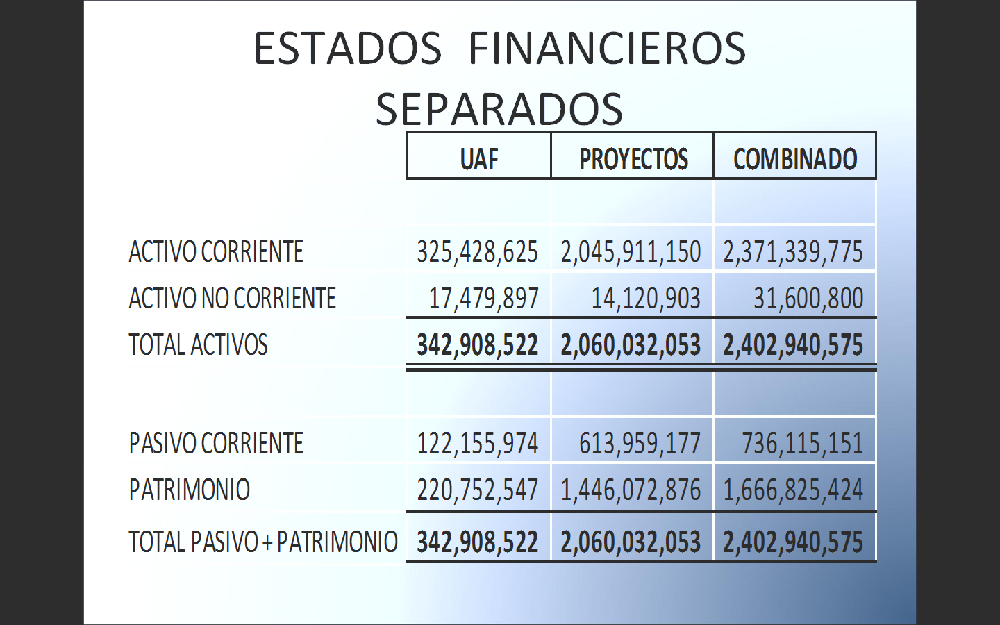 ESTADOS FINANCIEROS
SEPARADOS
UAF PROYECTOS COMBINADO
ACTIVO CORRIENTE 325,428,625 2,045,911,150 2,371,339,775
ACTIVO NO CORRIENTE 17,479,897 14,120,903 31,600,800
TOTAL ACTIVOS 342,908,522 2,060,032,053 2,402,940,575
PASIVO CORRIENTE 122,155,974 613,959,177 736,115,151
PATRIMONIO 220,752,547 1,446,072,876 1,666,825,424
TOTAL PASIVO + PATRIMONIO 342,908,522 2,060,032,053 2,402,940,575